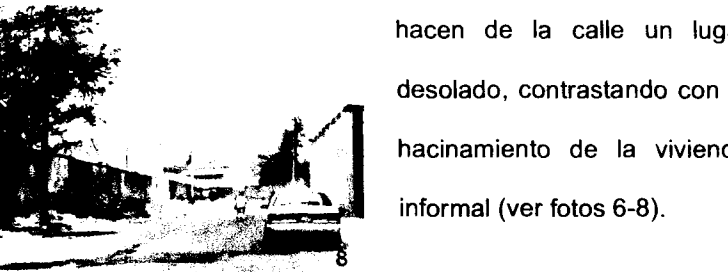 hacen de la calle un lug
desolado, contrastando con
hacinamiento de la viviend
informal (ver fotos 6-8).
8